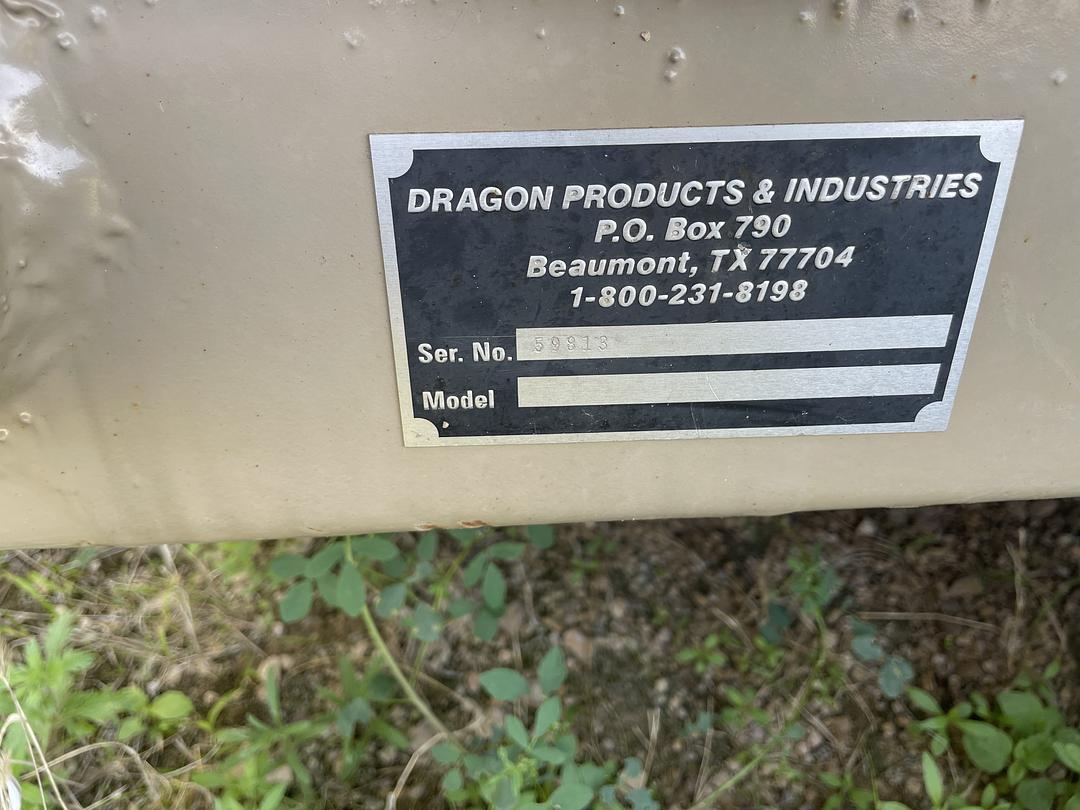 DRAGON PRODUCTS & INDUSTRIES
P.O. Box 790
Beaumont, TX 77704
1-800-231-8198
Ser. No. 59813
Model